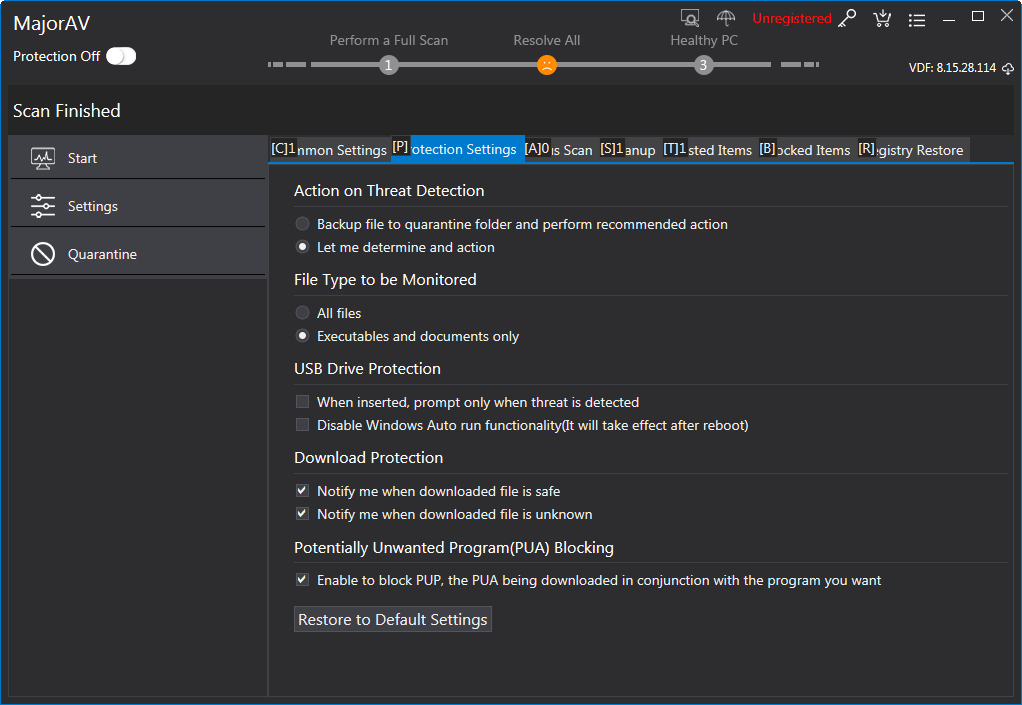 MajorAV
Unregistered
Protection Off
Perform a Full Scan
Resolve All
Healthy PC
1
3
VDF: 8.15.28.114
Scan Finished
Start
Settings
Quarantine
[C]1mmon Settings
[P]otection Settings
[A]0s Scan
[S]1anup
[T]1sted Items
[B]ocked Items
[R]gistry Restore
Action on Threat Detection
Backup file to quarantine folder and perform recommended action
Let me determine and action
File Type to be Monitored
All files
Executables and documents only
USB Drive Protection
When inserted, prompt only when threat is detected
Disable Windows Auto run functionality(It will take effect after reboot)
Download Protection
Notify me when downloaded file is safe
Notify me when downloaded file is unknown
Potentially Unwanted Program(PUA) Blocking
Enable to block PUP, the PUA being downloaded in conjunction with the program you want
Restore to Default Settings